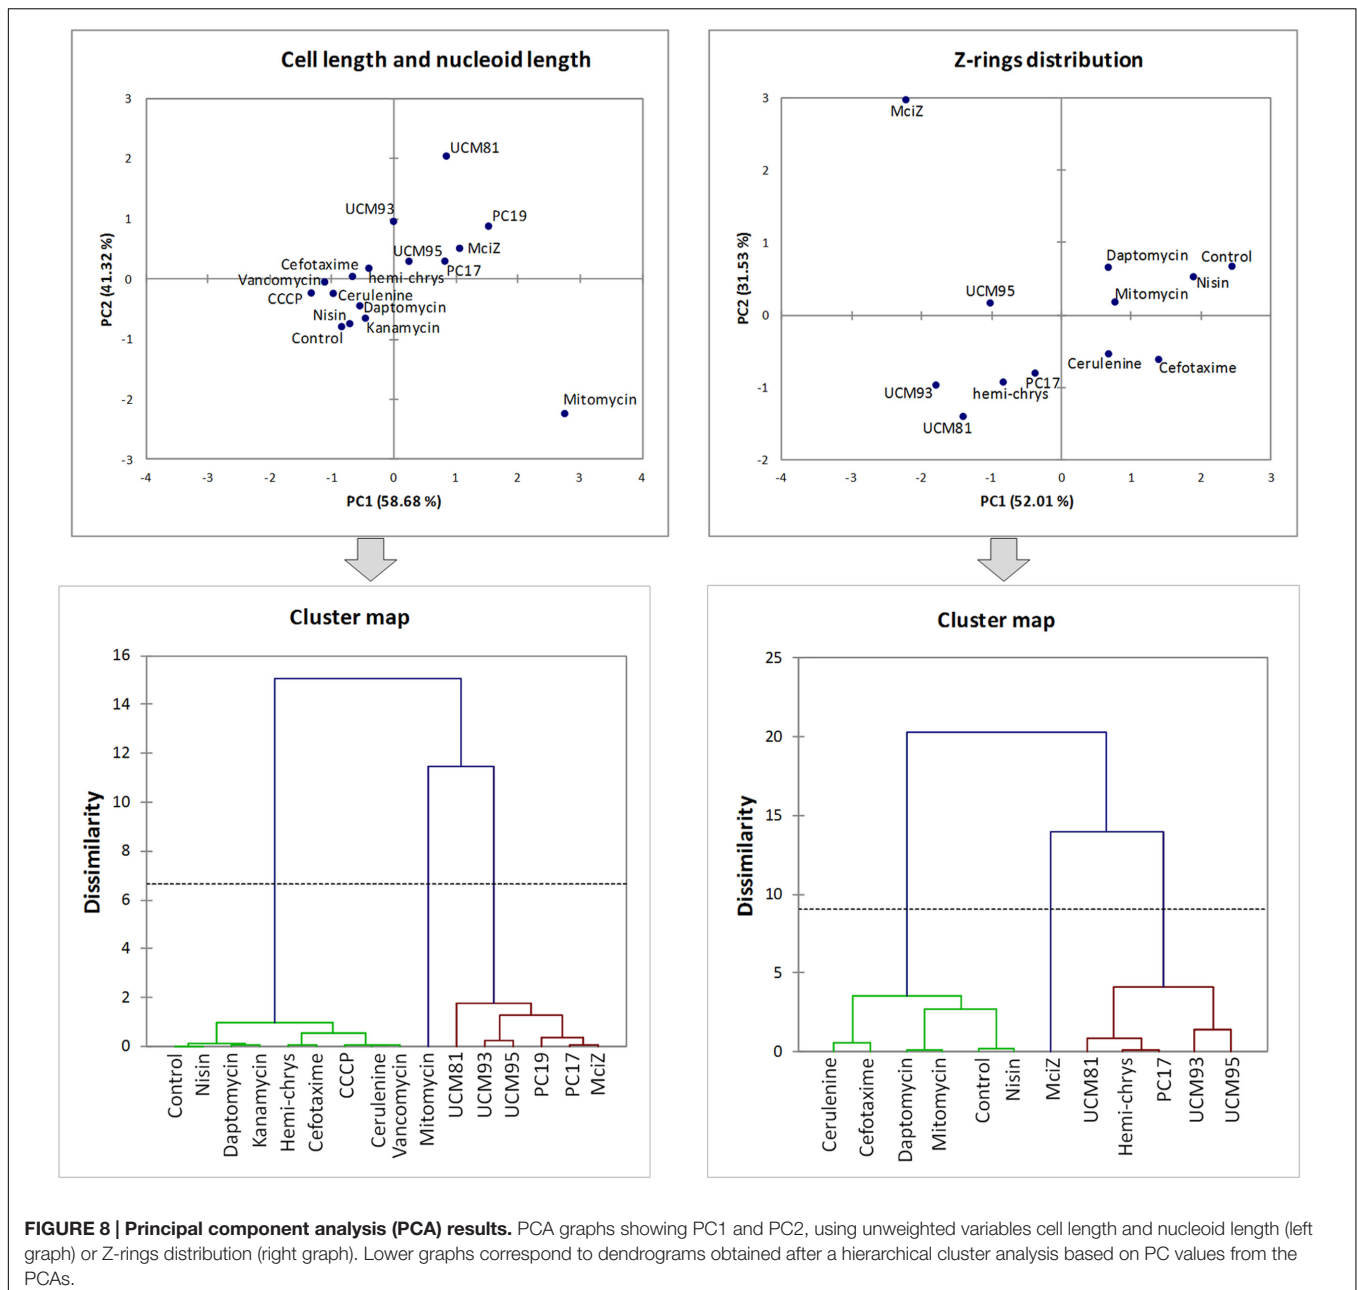 Cell length and nucleoid length
3
2
1
0
-1
-2
-3
PC2 (41.32 %)
UCM81
UCM93
PC19
UCM95
MciZ
PC17
Cefotaxime
hemi-chrys
Vancomycin
CCCP
Cerulenine
Daptomycin
Nisin
Kanamycin
Control
Mitomycin
-4 -3 -2 -1 0 1 2 3 4
PC1 (58.68 %)
Z-rings distribution
3
2
1
0
-1
-2
PC2 (31.53 %)
MciZ
Daptomycin
Control
Nisin
UCM95
Mitomycin
Cerulenine
Cefotaxime
UCM93
hemi-chrys
PC17
UCM81
-4 -3 -2 -1 0 1 2 3
PC1 (52.01 %)
Cluster map
16
14
12
10
8
6
4
2
0
Dissimilarity
Control
Nisin
Daptomycin
Kanamycin
Hemi-chrys
Cefotaxime
CCCP
Cerulenine
Vancomycin
Mitomycin
UCM81
UCM93
UCM95
PC19
PC17
MciZ
Cluster map
25
20
15
10
5
0
Dissimilarity
Cerulenine
Cefotaxime
Daptomycin
Mitomycin
Control
Nisin
MciZ
UCM81
Hemi-chrys
PC17
UCM93
UCM95
FIGURE 8 | Principal component analysis (PCA) results. PCA graphs showing PC1 and PC2, using unweighted variables cell length and nucleoid length (left
graph) or Z-rings distribution (right graph). Lower graphs correspond to dendrograms obtained after a hierarchical cluster analysis based on PC values from the
PCAs.